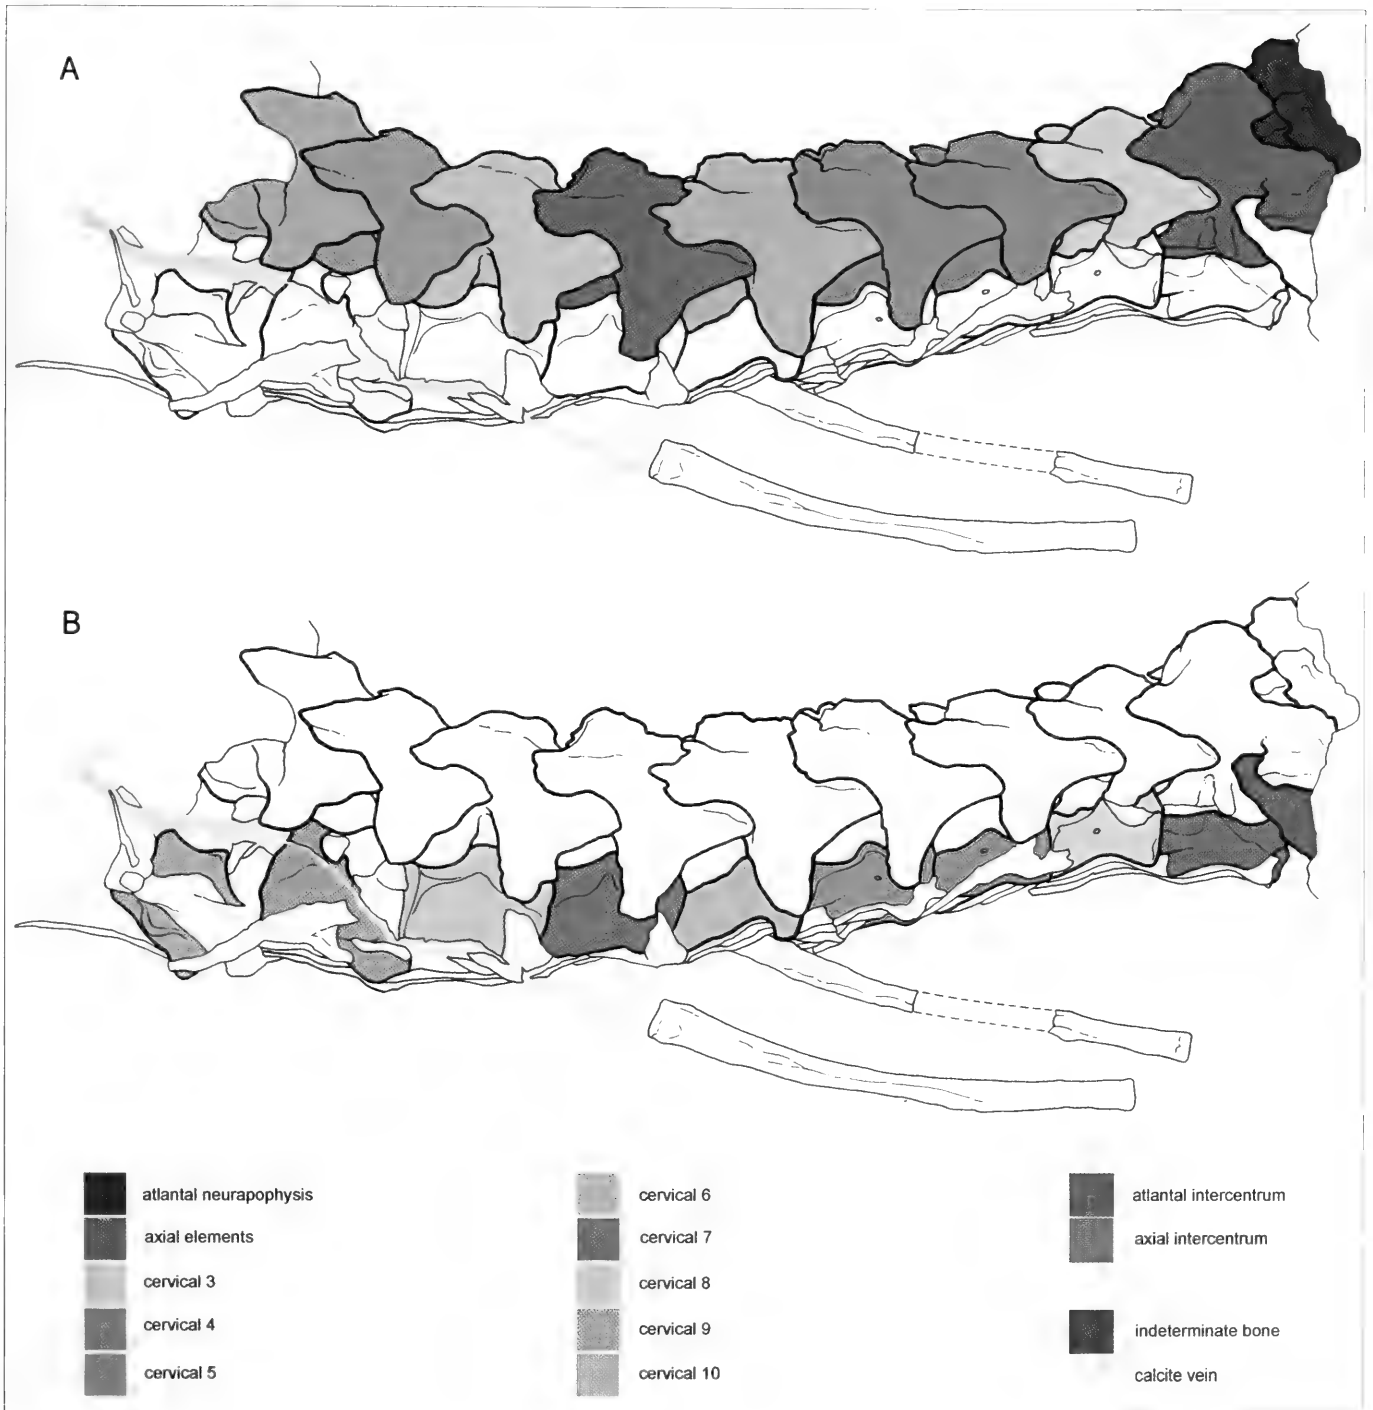 A
B
atlantal neurapophysis
axial elements
cervical 3
cervical 4
cervical 5
cervical 6
cervical 7
cervical 8
cervical 9
cervical 10
atlantal intercentrum
axial intercentrum
indeterminate bone
calcite vein